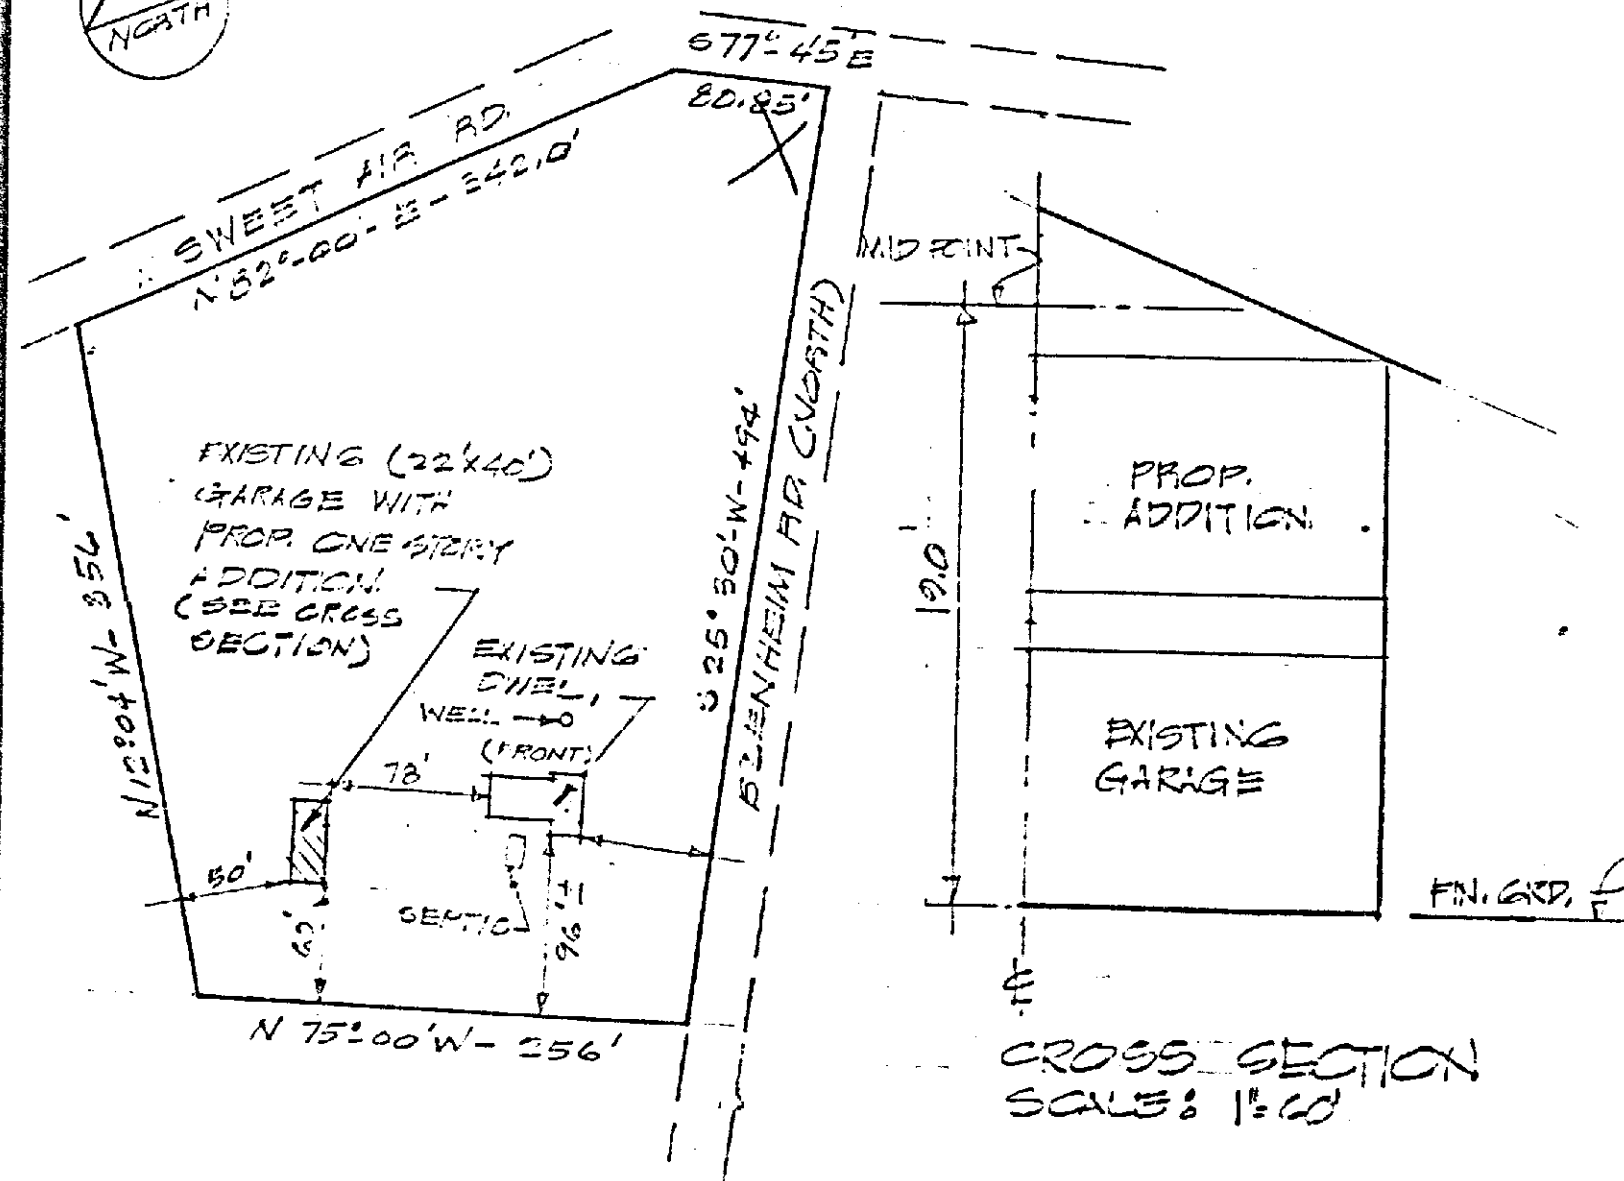 NORTH
S77°-45'E
80.85'
SWEET AIR RD.
N 82°-00'- E - 342.0'
MID POINT
EXISTING (22'X40')
GARAGE WITH
PROP. ONE STORY
ADDITION.
(SEE CROSS
SECTION)
N 12°04'W- 356'
S 25° 30'-W- 494'
BLENHEIM RD. (NORTH)
EXISTING
DWEL.
WELL
(FRONT)
78'
50'
SEPTIC
96'±
N 75°00'W- 256'
PROP.
ADDITION
19.0'
EXISTING
GARAGE
FIN. GRD.
CROSS SECTION
SCALE: 1"=60'